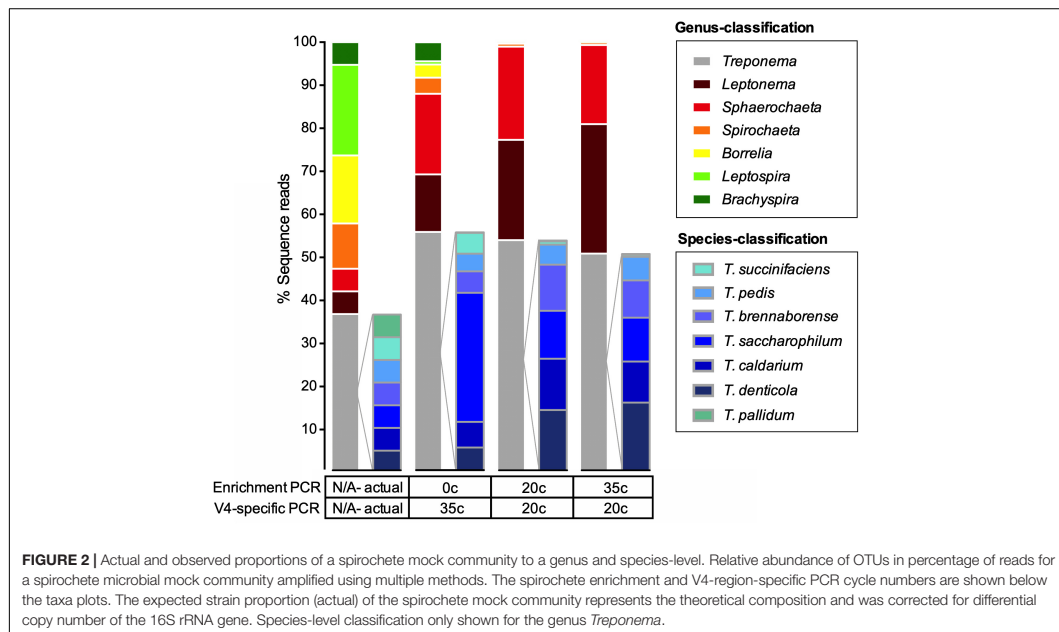 Genus-classification
Treponema
Leptonema
Sphaerochaeta
Spirochaeta
Borrelia
Leptospira
Brachyspira
Species-classification
T. succinifaciens
T. pedis
T. brennaborense
T. saccharophilum
T. caldarium
T. denticola
T. pallidum
% Sequence reads
100
90
80
70
60
50
40
30
20
10
Enrichment PCR N/A- actual 0c 20c 35c
V4-specific PCR N/A- actual 35c 20c 20c
FIGURE 2 | Actual and observed proportions of a spirochete mock community to a genus and species-level. Relative abundance of OTUs in percentage of reads for
a spirochete microbial mock community amplified using multiple methods. The spirochete enrichment and V4-region-specific PCR cycle numbers are shown below
the taxa plots. The expected strain proportion (actual) of the spirochete mock community represents the theoretical composition and was corrected for differential
copy number of the 16S rRNA gene. Species-level classification only shown for the genus Treponema.